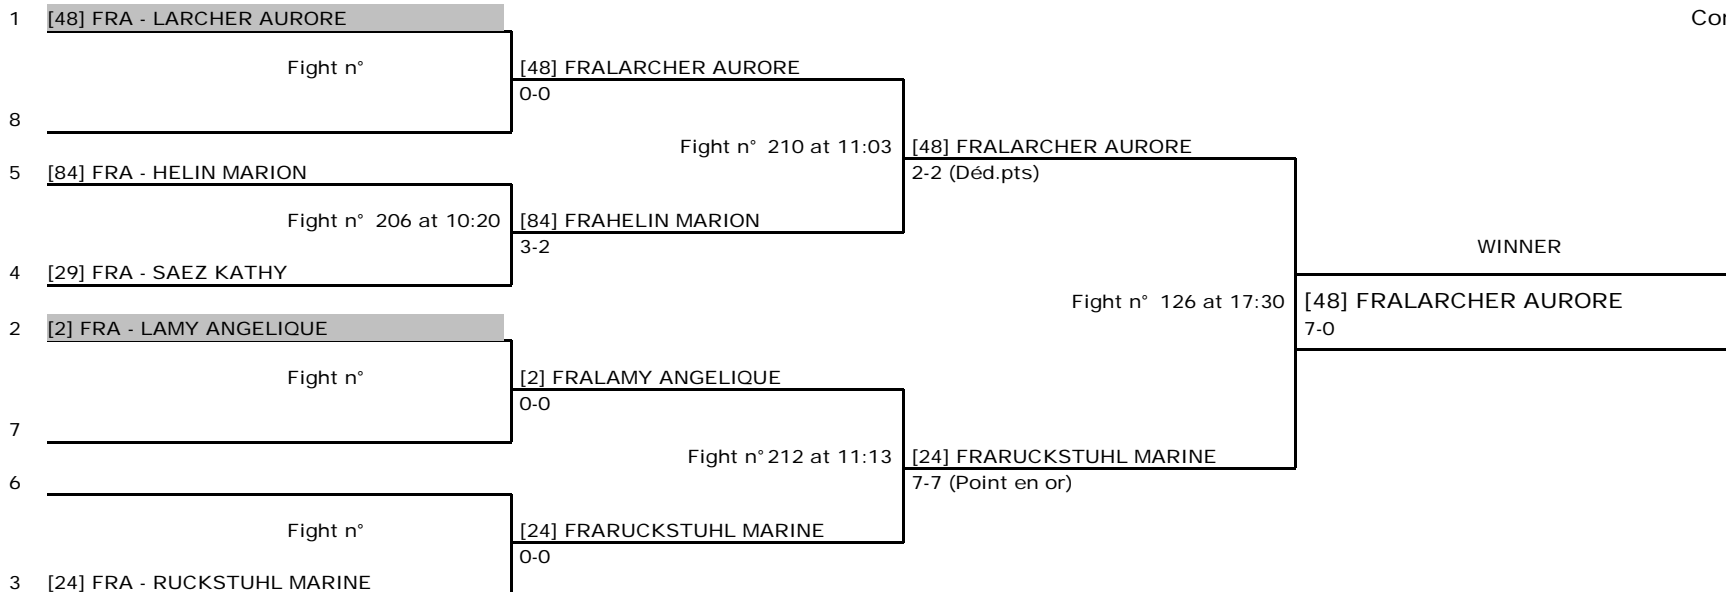 1 [48] FRA - LARCHER AURORE
Cor
Fight n° [48] FRALARCHER AURORE
0-0
8
Fight n° 210 at 11:03 [48] FRALARCHER AURORE
5 [84] FRA - HELIN MARION
2-2 (Déd.pts)
Fight n° 206 at 10:20 [84] FRAHELIN MARION
3-2
WINNER
4 [29] FRA - SAEZ KATHY
Fight n° 126 at 17:30 [48] FRALARCHER AURORE
2 [2] FRA - LAMY ANGELIQUE
7-0
Fight n° [2] FRALAMY ANGELIQUE
0-0
7
Fight n°212 at 11:13 [24] FRARUCKSTUHL MARINE
6
7-7 (Point en or)
Fight n° [24] FRARUCKSTUHL MARINE
0-0
3 [24] FRA - RUCKSTUHL MARINE